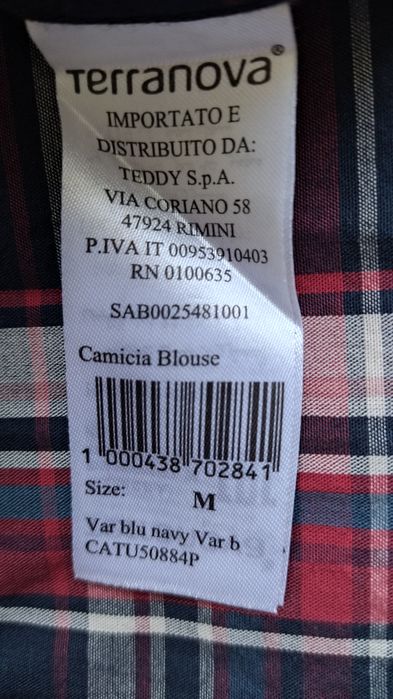 Terranova®
IMPORTATO E
DISTRIBUITO DA:
TEDDY S.p.A.
VIA CORIANO 58
47924 RIMINI
P.IVA IT 00953910403
RN 0100635
SAB0025481001
Camicia Blouse
1 000438 702841
Size: M
Var blu navy Var b
CATU50884P